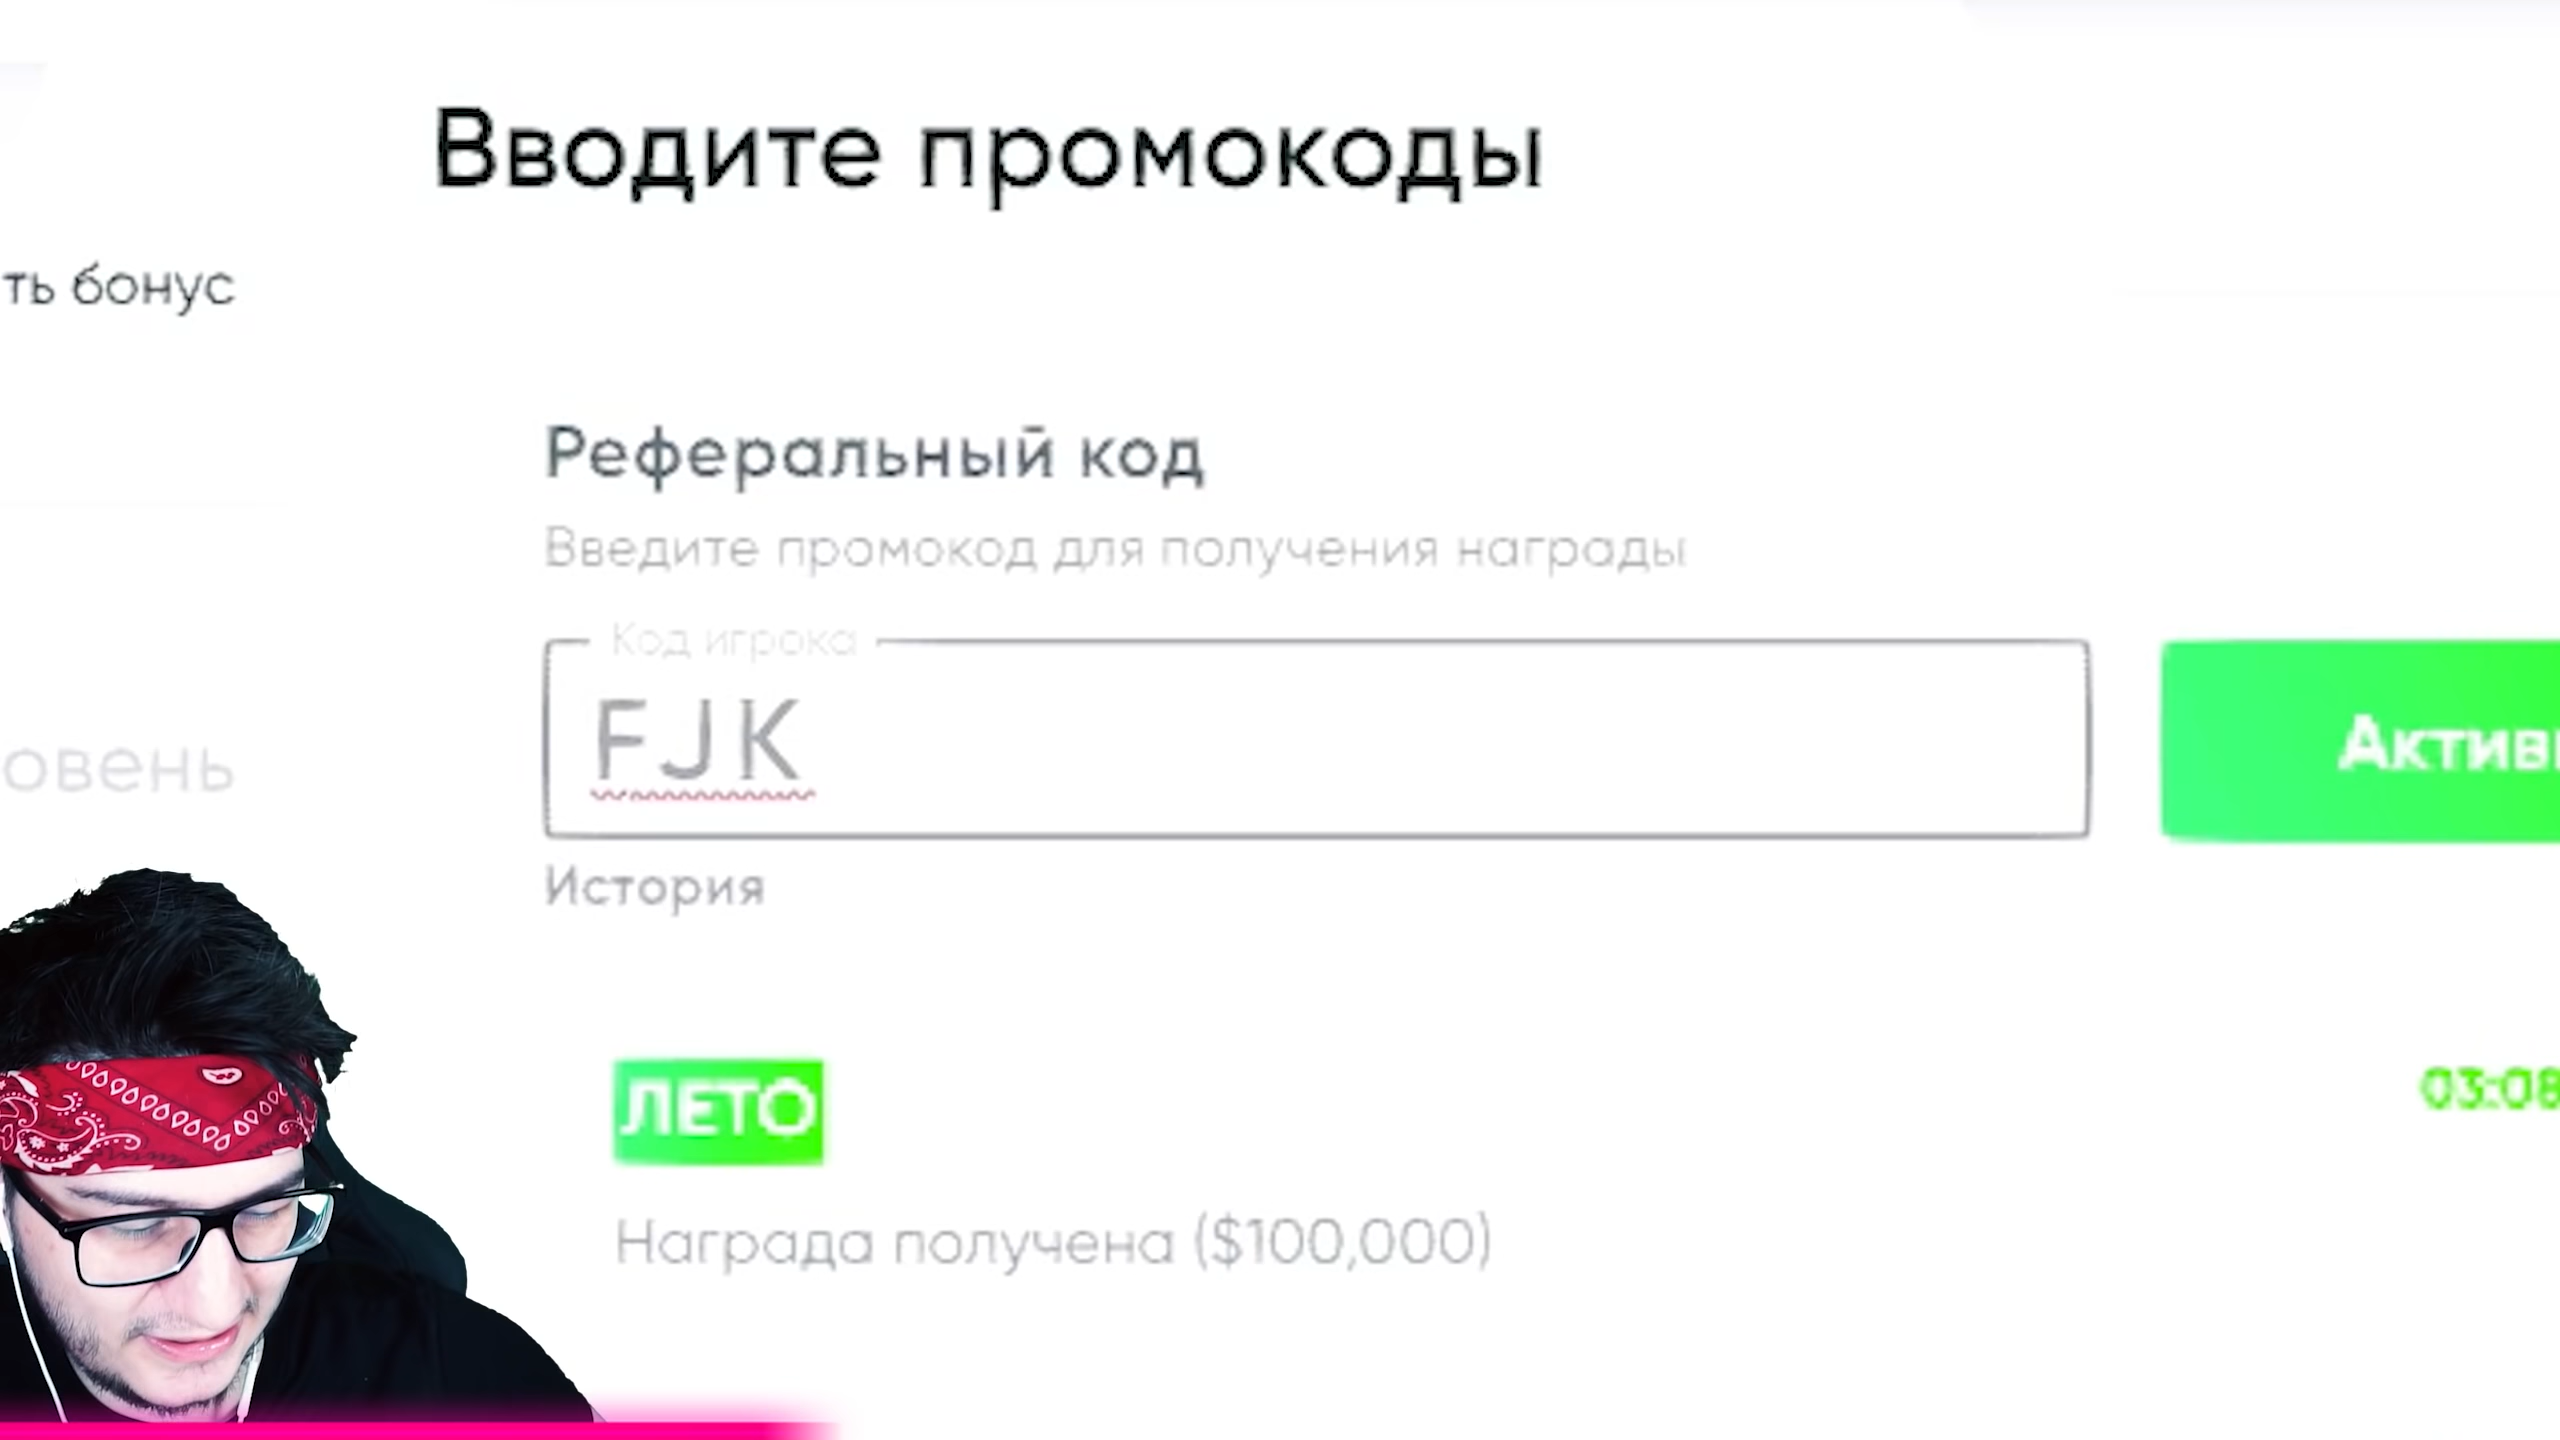 Вводите промокоды
ть бонус
Реферальный код
Введите промокод для получения награды
Код игрока
FJK
Активи
овень
История
ЛЕТО
03:08
Награда получена ($100,000)